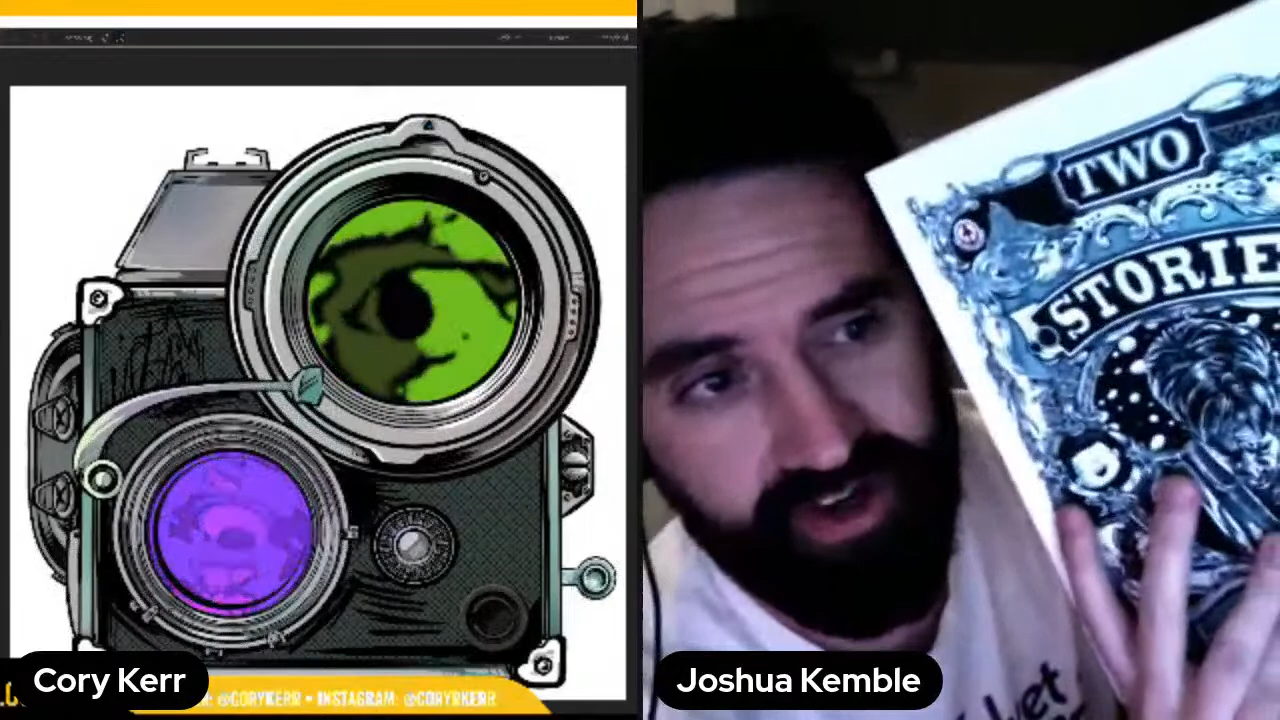 Cory Kerr
@CORYKERR • INSTAGRAM: @CORYRKERR
TWO
STORIE
Joshua Kemble